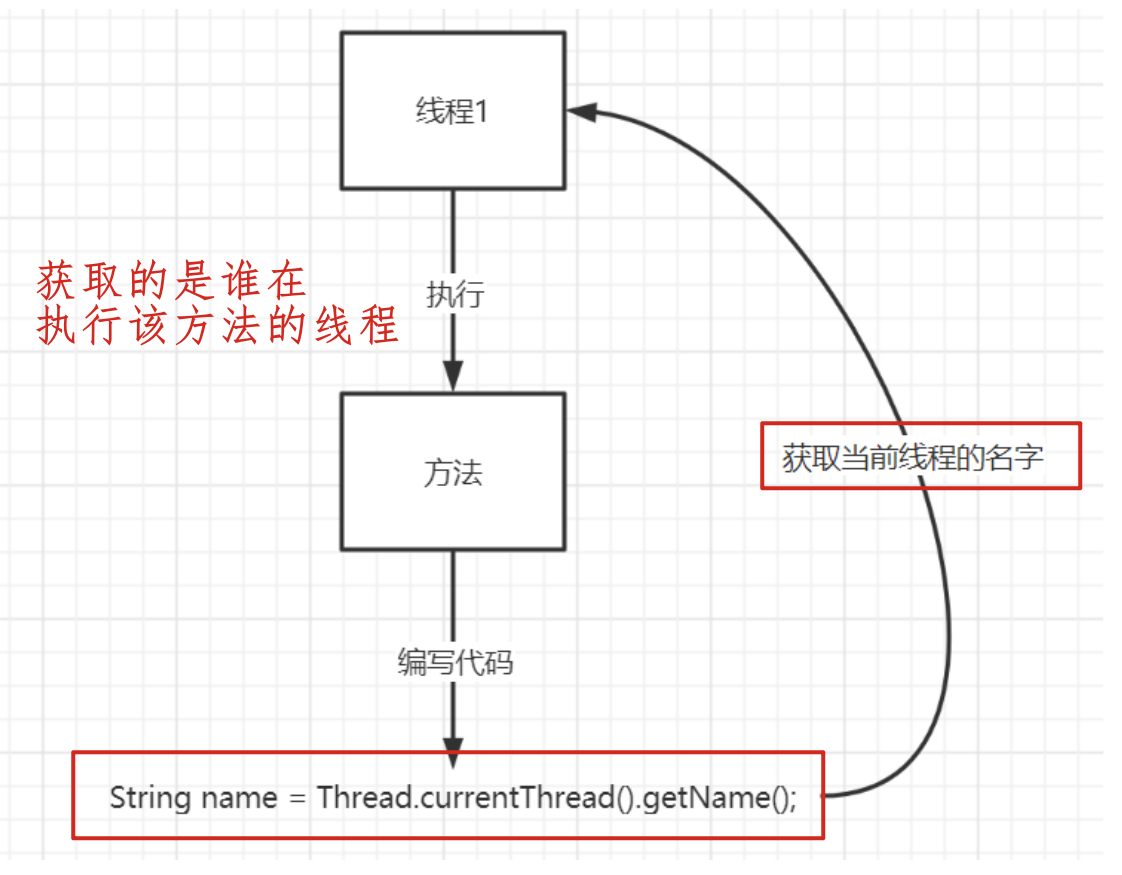 线程1
获取的是谁在
执行该方法的线程
执行
获取当前线程的名字
方法
编写代码
String name = Thread.currentThread().getName();